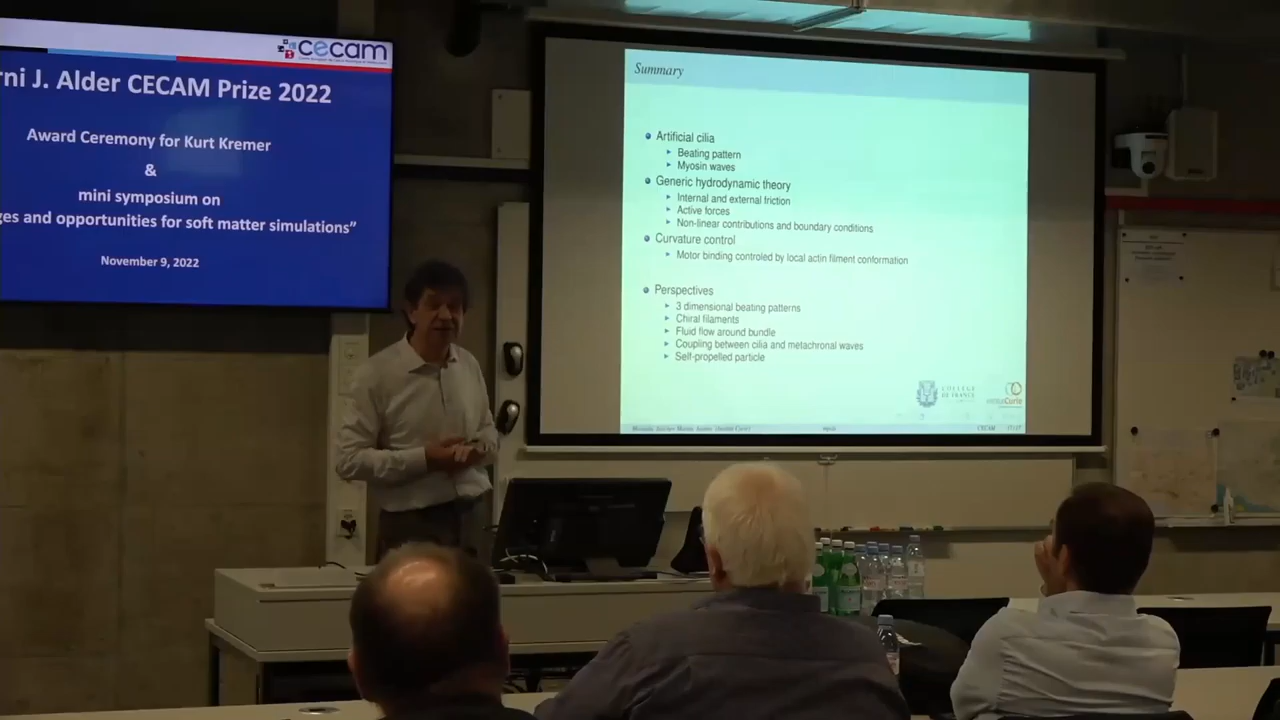 cecam
rni J. Alder CECAM Prize 2022
Award Ceremony for Kurt Kremer
&
mini symposium on
ges and opportunities for soft matter simulations”
November 9, 2022
Summary
Artificial cilia
Beating pattern
Myosin waves
Generic hydrodynamic theory
Internal and external friction
Active forces
Non-linear contributions and boundary conditions
Curvature control
Motor binding controled by local actin filment conformation
Perspectives
3 dimensional beating patterns
Chiral filaments
Fluid flow around bundle
Coupling between cilia and metachronal waves
Self-propelled particle
COLLEGE
DE FRANCE
institutCurie
CECAM 17/17